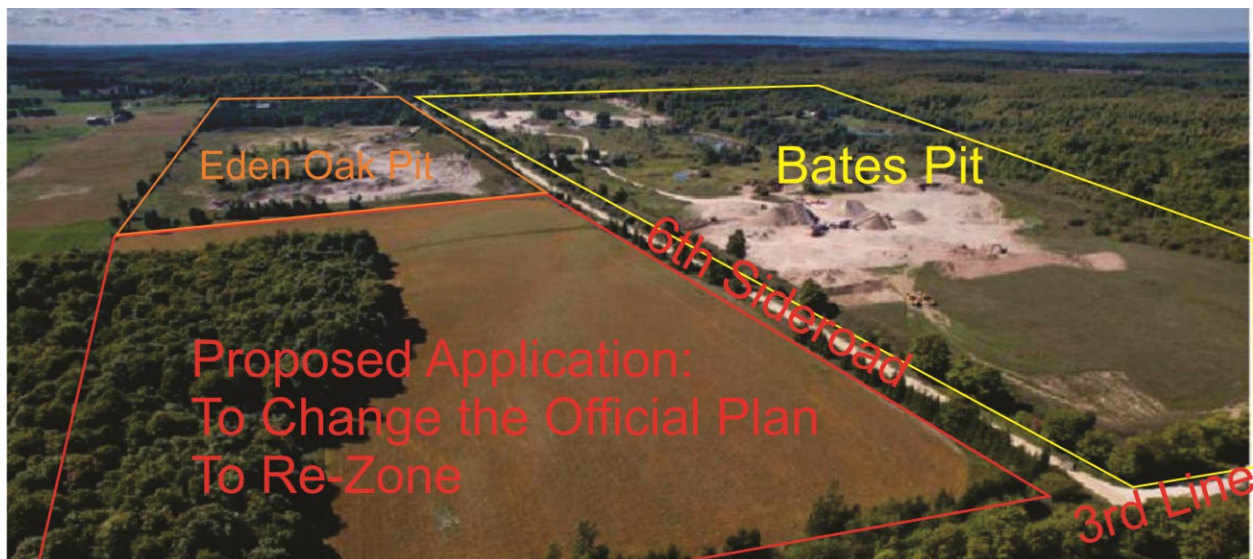 Eden Oak Pit
Bates Pit
6th Sideroad
Proposed Application:
To Change the Official Plan
To Re-Zone
3rd Line